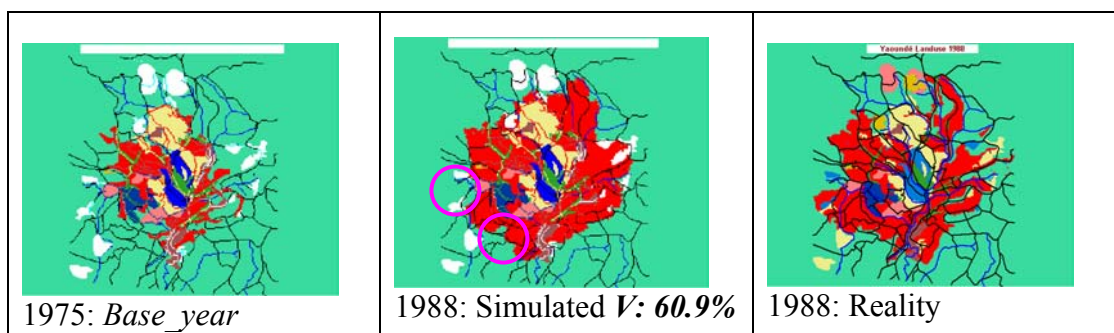 Yaoundé Landuse 1988
1975: Base_year
1988: Simulated V: 60.9%
1988: Reality